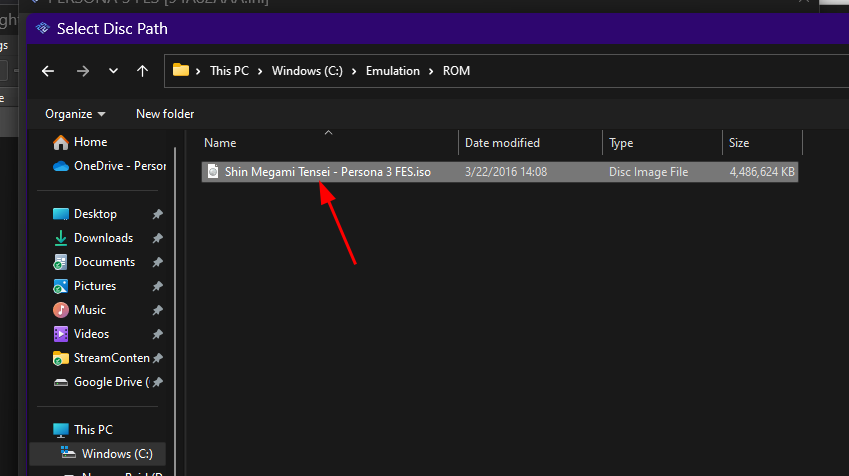 PERSONA 3 FES [94A82AAA.ini]
Select Disc Path
This PC > Windows (C:) > Emulation > ROM
Organize
New folder
Name
Date modified
Type
Size
Shin Megami Tensei - Persona 3 FES.iso
3/22/2016 14:08
Disc Image File
4,486,624 KB
Home
OneDrive - Person
Desktop
Downloads
Documents
Pictures
Music
Videos
StreamConten
Google Drive (
This PC
Windows (C:)